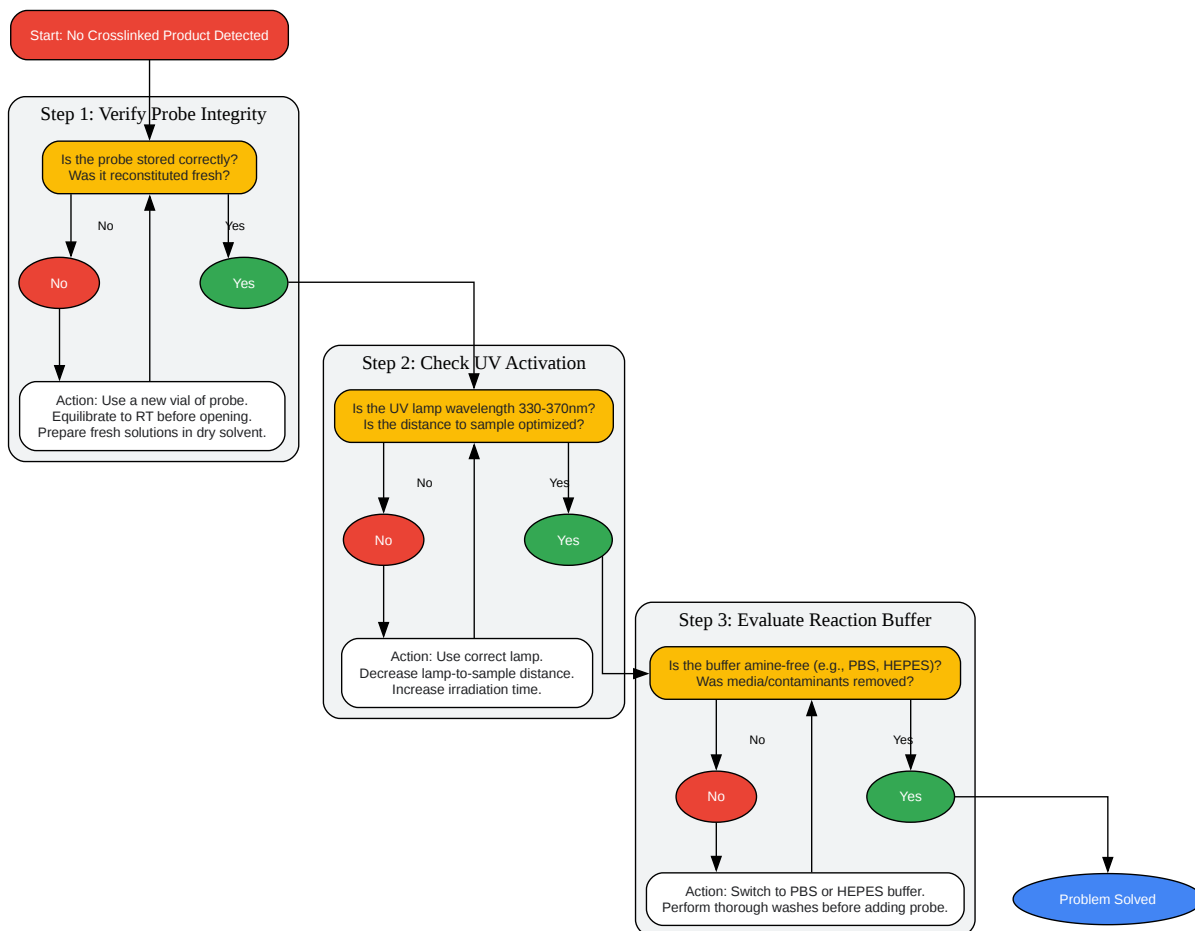 Start: No Crosslinked Product Detected
Step 1: Verify Probe Integrity
Is the probe stored correctly?
Was it reconstituted fresh?
No
Yes
No
Yes
Action: Use a new vial of probe.
Equilibrate to RT before opening.
Prepare fresh solutions in dry solvent.
Step 2: Check UV Activation
Is the UV lamp wavelength 330-370nm?
Is the distance to sample optimized?
No
Yes
No
Yes
Action: Use correct lamp.
Decrease lamp-to-sample distance.
Increase irradiation time.
Step 3: Evaluate Reaction Buffer
Is the buffer amine-free (e.g., PBS, HEPES)?
Was media/contaminants removed?
No
Yes
No
Yes
Action: Switch to PBS or HEPES buffer.
Perform thorough washes before adding probe.
Problem Solved